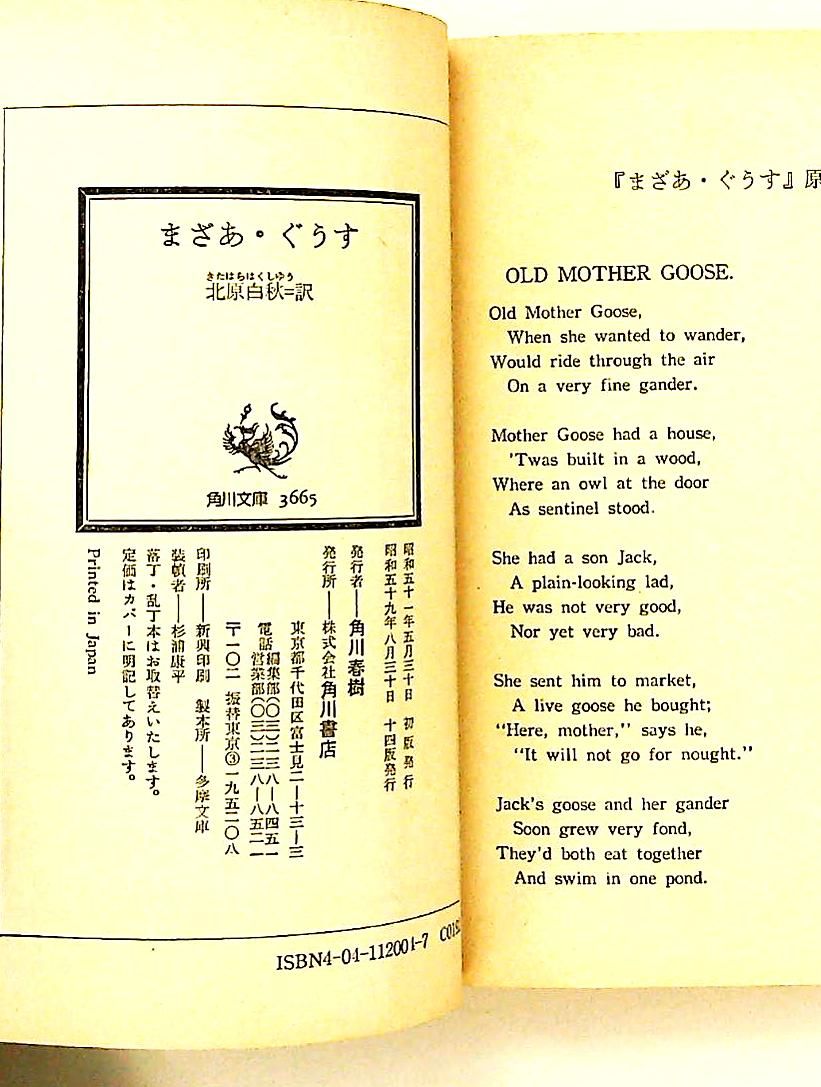 まざあ・ぐうす
きたはらはくしゆう
北原白秋=訳
角川文庫 3665
昭和五十一年五月三十日 初版発行
昭和五十九年八月三十日 十四版発行
発行者──角川春樹
発行所──株式会社角川書店
東京都千代田区富士見二―十三―三
電話 編集部(〇三)二三八―八四五一
営業部(〇三)二三八―八五二一
〒一〇二 振替東京③一九五二〇八
印刷所──新興印刷 製本所──多摩文庫
装幀者──杉浦康平
落丁・乱丁本はお取替えいたします。
定価はカバーに明記してあります。
Printed in Japan
ISBN4-04-112001-7
『まざあ・ぐうす』原
OLD MOTHER GOOSE.
Old Mother Goose,
When she wanted to wander,
Would ride through the air
On a very fine gander.
Mother Goose had a house,
'Twas built in a wood,
Where an owl at the door
As sentinel stood.
She had a son Jack,
A plain-looking lad,
He was not very good,
Nor yet very bad.
She sent him to market,
A live goose he bought;
"Here, mother," says he,
"It will not go for nought."
Jack's goose and her gander
Soon grew very fond,
They'd both eat together
And swim in one pond.